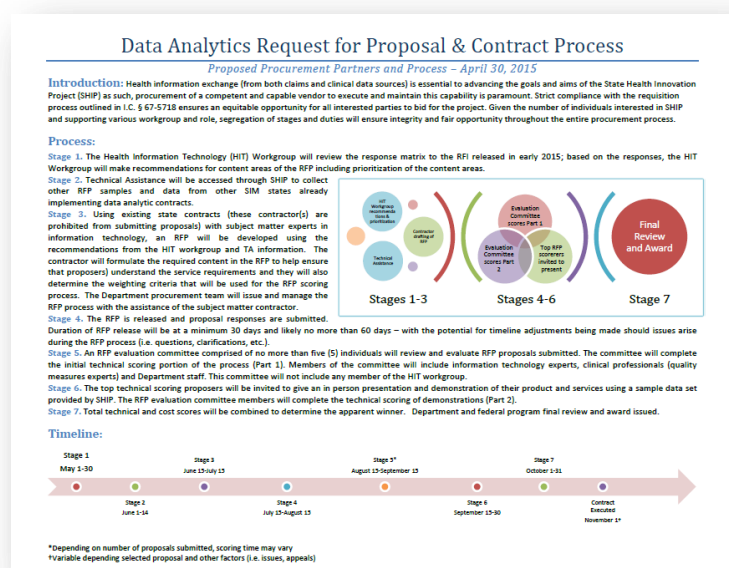 Data Analytics Request for Proposal & Contract Process
Proposed Procurement Partners and Process – April 30, 2015
Introduction: Health information exchange (from both claims and clinical data sources) is essential to advancing the goals and aims of the State Health Innovation
Project (SHIP) as such, procurement of a competent and capable vendor to execute and maintain this capability is paramount. Strict compliance with the requisition
process outlined in I.C. § 67-5718 ensures an equitable opportunity for all interested parties to bid for the project. Given the number of individuals interested in SHIP
and supporting various workgroup and role, segregation of stages and duties will ensure integrity and fair opportunity throughout the entire procurement process.
Process:
Stage 1. The Health Information Technology (HIT) Workgroup will review the response matrix to the RFI released in early 2015; based on the responses, the HIT
Workgroup will make recommendations for content areas of the RFP including prioritization of the content areas.
Stage 2. Technical Assistance will be accessed through SHIP to collect
other RFP samples and data from other SIM states already
implementing data analytic contracts.
Stage 3. Using existing state contracts (these contractor(s) are
prohibited from submitting proposals) with subject matter experts in
information technology, an RFP will be developed using the
recommendations from the HIT workgroup and TA information. The
contractor will formulate the required content in the RFP to help ensure
that proposers) understand the service requirements and they will also
determine the weighting criteria that will be used for the RFP scoring
process. The Department procurement team will issue and manage the
RFP process with the assistance of the subject matter contractor.
Stage 4. The RFP is released and proposal responses are submitted.
Duration of RFP release will be at a minimum 30 days and likely no more than 60 days – with the potential for timeline adjustments being made should issues arise
during the RFP process (i.e. questions, clarifications, etc.).
Stage 5. An RFP evaluation committee comprised of no more than five (5) individuals will review and evaluate RFP proposals submitted. The committee will complete
the initial technical scoring portion of the process (Part 1). Members of the committee will include information technology experts, clinical professionals (quality
measures experts) and Department staff. This committee will not include any member of the HIT workgroup.
Stage 6. The top technical scoring proposers will be invited to give an in person presentation and demonstration of their product and services using a sample data set
provided by SHIP. The RFP evaluation committee members will complete the technical scoring of demonstrations (Part 2).
Stage 7. Total technical and cost scores will be combined to determine the apparent winner. Department and federal program final review and award issued.
HIT
Workgroup
recommenda
tions &
prioritization
Contractor
drafting of
RFP
Technical
Assistance
Stages 1-3
Evaluation
Committee
scores Part 1
Evaluation
Committee
scores Part
2
Top RFP
scorerers
invited to
present
Stages 4-6
Final
Review
and Award
Stage 7
Timeline:
Stage 1
May 1-30
Stage 2
June 1-14
Stage 3
June 15-July 15
Stage 4
July 15-August 15
Stage 5*
August 15-September 15
Stage 6
September 15-30
Stage 7
October 1-31
Contract
Executed
November 1†
*Depending on number of proposals submitted, scoring time may vary
†Variable depending selected proposal and other factors (i.e. issues, appeals)